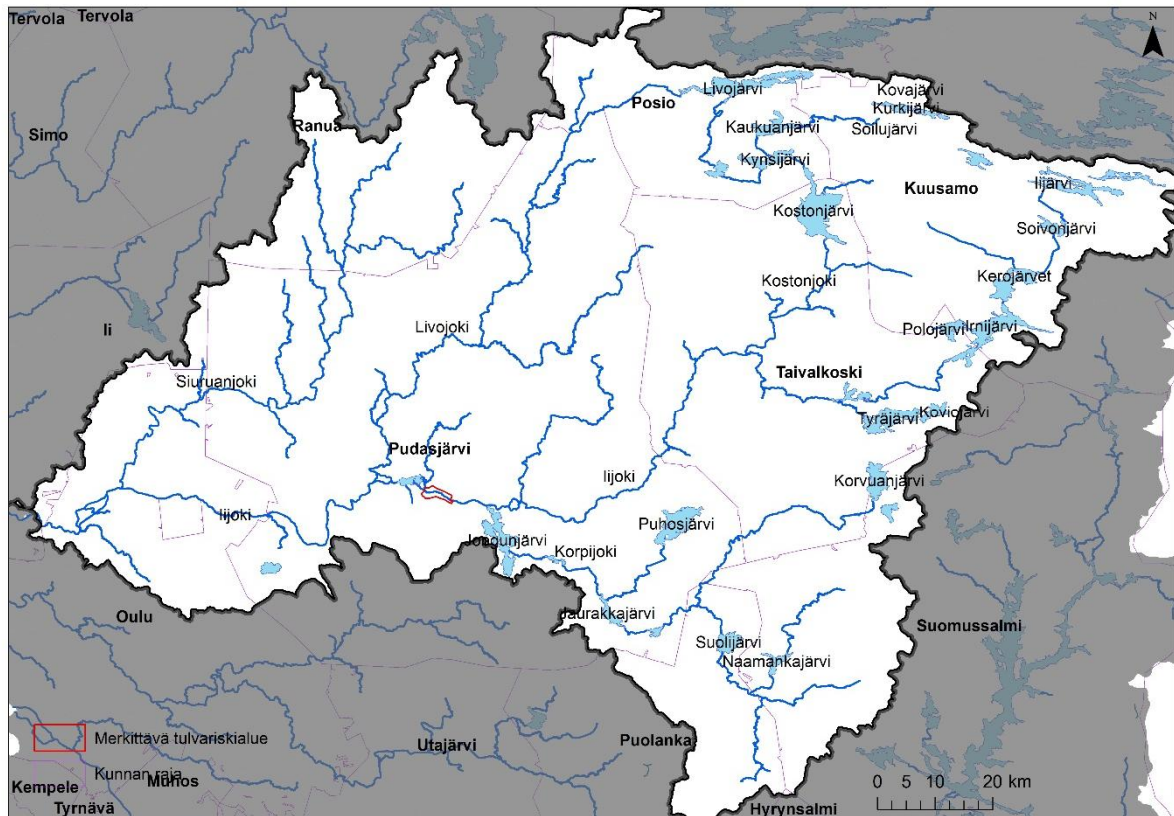 Tervola
Tervola
N
Posio
Livojärvi
Kovajärvi
Kurkijärvi
Simo
Ranua
Kaukuanjärvi
Soilujärvi
Kynsijärvi
Kuusamo
Iijärvi
Kostonjärvi
Soivonjärvi
Kostonjoki
Kerojärvet
Ii
Livojoki
Polojärvi
Irnijärvi
Siuruanjoki
Taivalkoski
Tyräjärvi
Koviojärvi
Pudasjärvi
Iijoki
Korvuanjärvi
Iijoki
Puhosjärvi
Jongunjärvi
Korpijoki
Oulu
Jaurakkajärvi
Suomussalmi
Suolijärvi
Naamankajärvi
Merkittävä tulvariskialue
Utajärvi
Puolanka
Kunnan raja
Kempele
Muhos
0 5 10 20 km
Tyrnävä
Hyrynsalmi